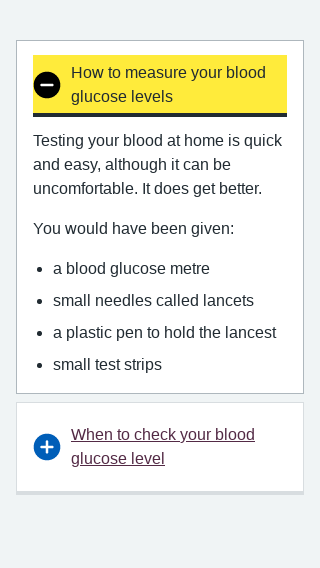 How to measure your blood
glucose levels
Testing your blood at home is quick
and easy, although it can be
uncomfortable. It does get better.
You would have been given:
a blood glucose metre
small needles called lancets
a plastic pen to hold the lancest
small test strips
When to check your blood
glucose level